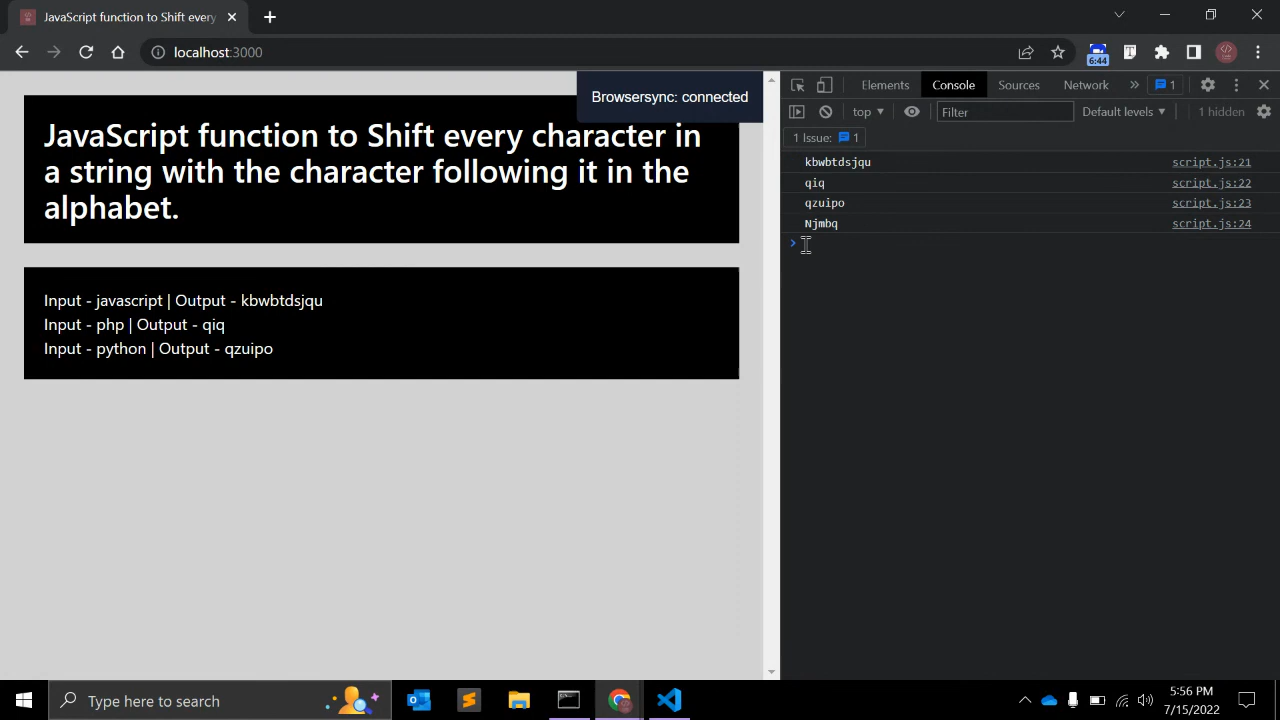 JavaScript function to Shift every
localhost:3000
6:44
Browsersync: connected
JavaScript function to Shift every character in
a string with the character following it in the
alphabet.
Input - javascript | Output - kbwbtdsjqu
Input - php | Output - qiq
Input - python | Output - qzuipo
Elements Console Sources Network » 1
top Filter Default levels 1 hidden
1 Issue: 1
kbwbtdsjqu script.js:21
qiq script.js:22
qzuipo script.js:23
Njmbq script.js:24
Type here to search
5:56 PM
7/15/2022